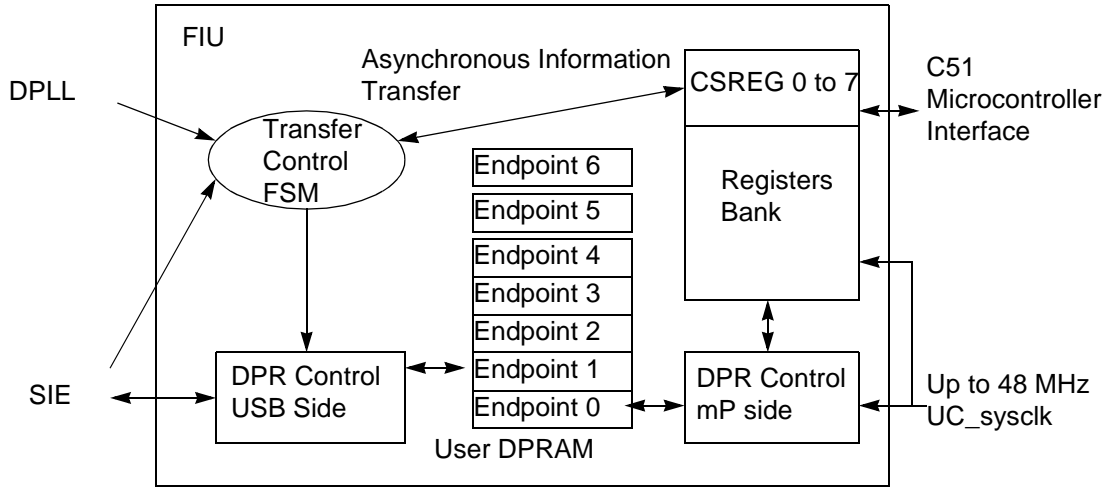 FIU
DPLL
Asynchronous Information
Transfer
CSREG 0 to 7
C51
Microcontroller
Interface
Transfer
Control
FSM
Registers
Bank
Endpoint 6
Endpoint 5
Endpoint 4
Endpoint 3
Endpoint 2
Endpoint 1
Endpoint 0
SIE
DPR Control
USB Side
DPR Control
mP side
Up to 48 MHz
UC_sysclk
User DPRAM